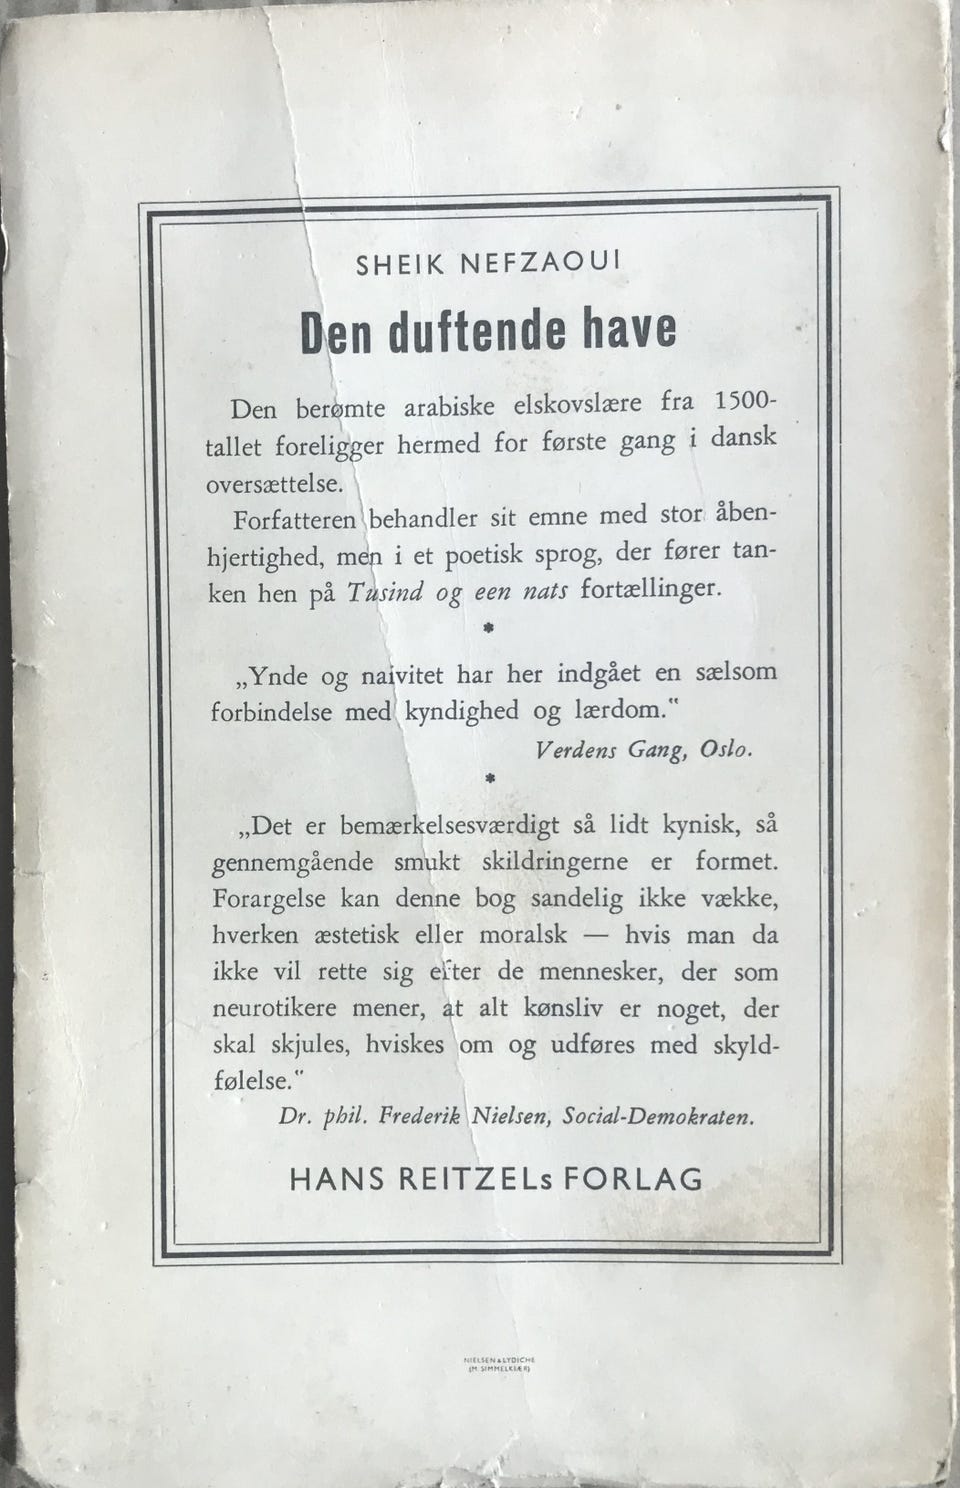 SHEIK NEFZAOUI
Den duftende have
Den berømte arabiske elskovslære fra 1500-
tallet foreligger hermed for første gang i dansk
oversættelse.
Forfatteren behandler sit emne med stor åben-
hjertighed, men i et poetisk sprog, der fører tan-
ken hen på Tusind og een nats fortællinger.
*
„Ynde og naivitet har her indgået en sælsom
forbindelse med kyndighed og lærdom."
Verdens Gang, Oslo.
*
„Det er bemærkelsesværdigt så lidt kynisk, så
gennemgående smukt skildringerne er formet.
Forargelse kan denne bog sandelig ikke vække,
hverken æstetisk eller moralsk — hvis man da
ikke vil rette sig efter de mennesker, der som
neurotikere mener, at alt kønsliv er noget, der
skal skjules, hviskes om og udføres med skyld-
følelse."
Dr. phil. Frederik Nielsen, Social-Demokraten.
HANS REITZELs FORLAG
NIELSEN & LYDICHE
(M. SIMMELKIÆR)